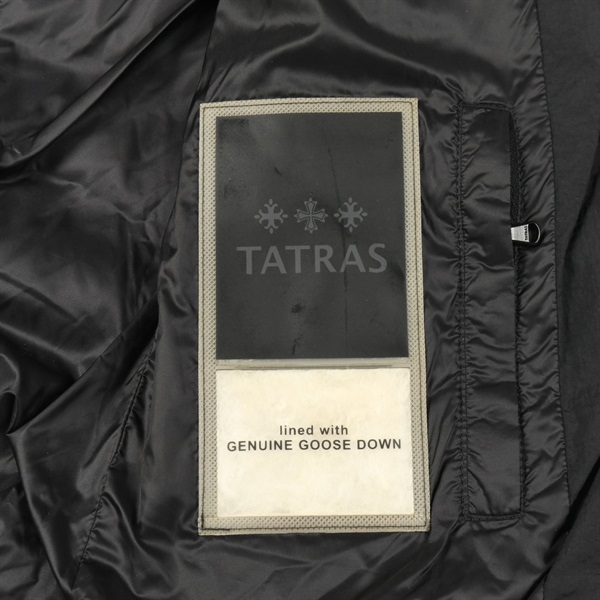 TATRAS
lined with
GENUINE GOOSE DOWN